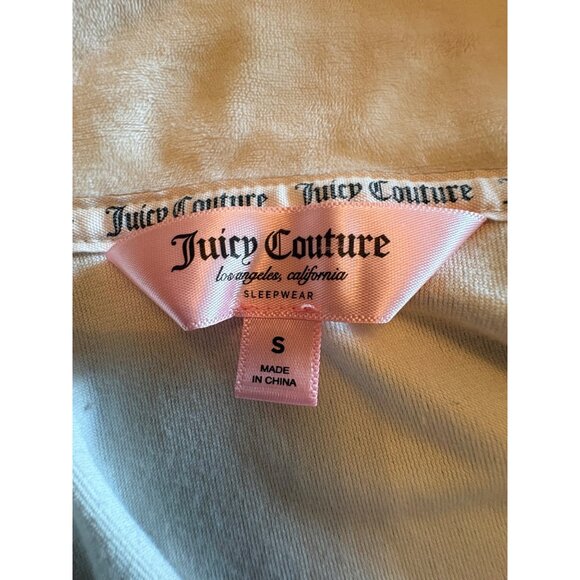 Juicy Couture Juicy Couture
Juicy Couture
los angeles, california
SLEEPWEAR
S
MADE
IN CHINA